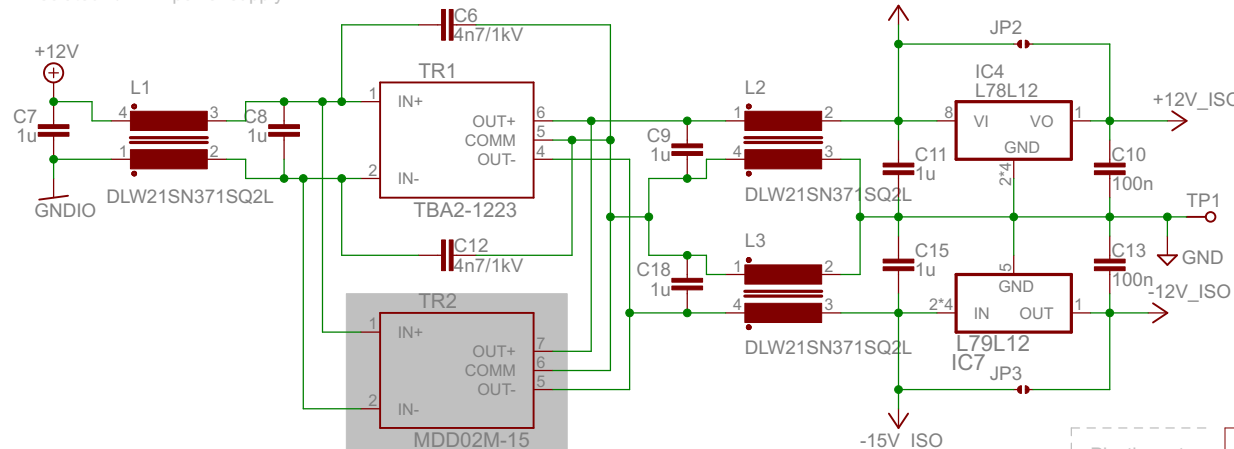 C6
4n7/1kV
JP2
+12V
TR1
IC4
L78L12
L1
L2
C7
1u
4
3
1
2
C8
1u
1
IN+
OUT+
6
COMM
5
OUT-
4
2
IN-
C9
1u
1
2
4
3
8
VI
VO
1
GND
2*4
+12V_ISO
C11
1u
C10
100n
DLW21SN371SQ2L
GNDIO
TBA2-1223
DLW21SN371SQ2L
TP1
C12
4n7/1kV
L3
C18
1u
1
2
4
3
C15
1u
5
GND
C13
100n
GND
-12V_ISO
TR2
1
IN+
OUT+
7
COMM
6
OUT-
5
2
IN-
2*4
IN
OUT
1
DLW21SN371SQ2L
L79L12
IC7
JP3
MDD02M-15
-15V_ISO